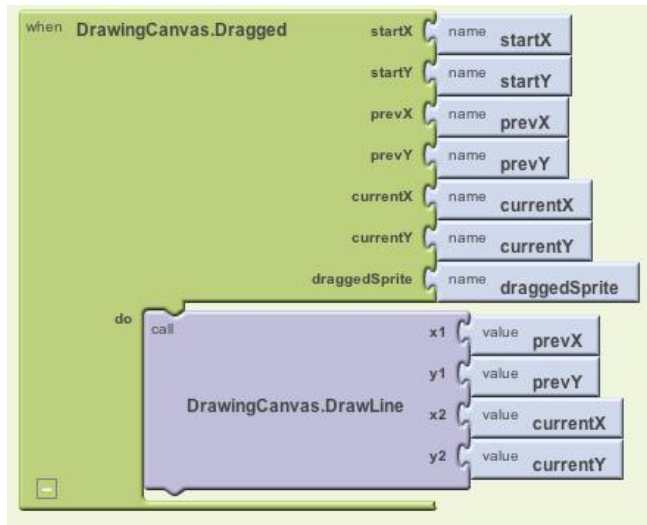 when DrawingCanvas.Dragged startX name startX
startY name startY
prevX name prevX
prevY name prevY
currentX name currentX
currentY name currentY
draggedSprite name draggedSprite
do call x1 value prevX
y1 value prevY
DrawingCanvas.DrawLine x2 value currentX
y2 value currentY